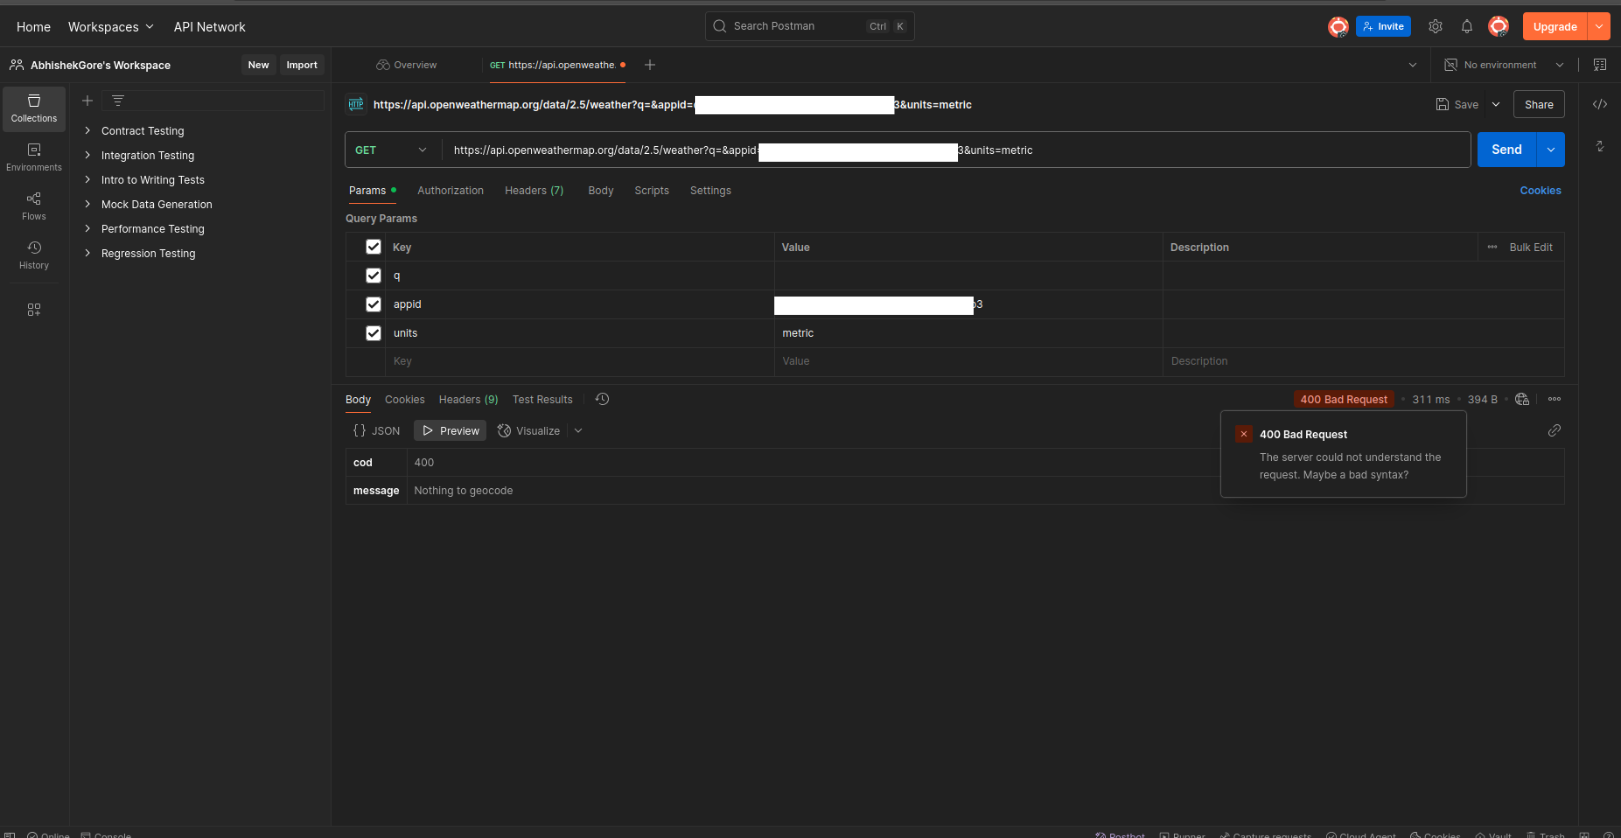 Home Workspaces API Network Search Postman Ctrl K Invite Upgrade
AbhishekGore's Workspace New Import Overview GET https://api.openweathe. No environment
Collections
Environments
Flows
History
Contract Testing
Integration Testing
Intro to Writing Tests
Mock Data Generation
Performance Testing
Regression Testing
HTTP https://api.openweathermap.org/data/2.5/weather?q=&appid= 3&units=metric Save Share
GET https://api.openweathermap.org/data/2.5/weather?q=&appid= 3&units=metric Send
Params Authorization Headers (7) Body Scripts Settings Cookies
Query Params
Key Value Description Bulk Edit
q
appid 3
units metric
Key Value Description
Body Cookies Headers (9) Test Results 400 Bad Request • 311 ms • 394 B
{} JSON Preview Visualize
cod 400
message Nothing to geocode
400 Bad Request
The server could not understand the
request. Maybe a bad syntax?
Online Console Postbot Runner Capture requests Cloud Agent Cookies Vault Trash